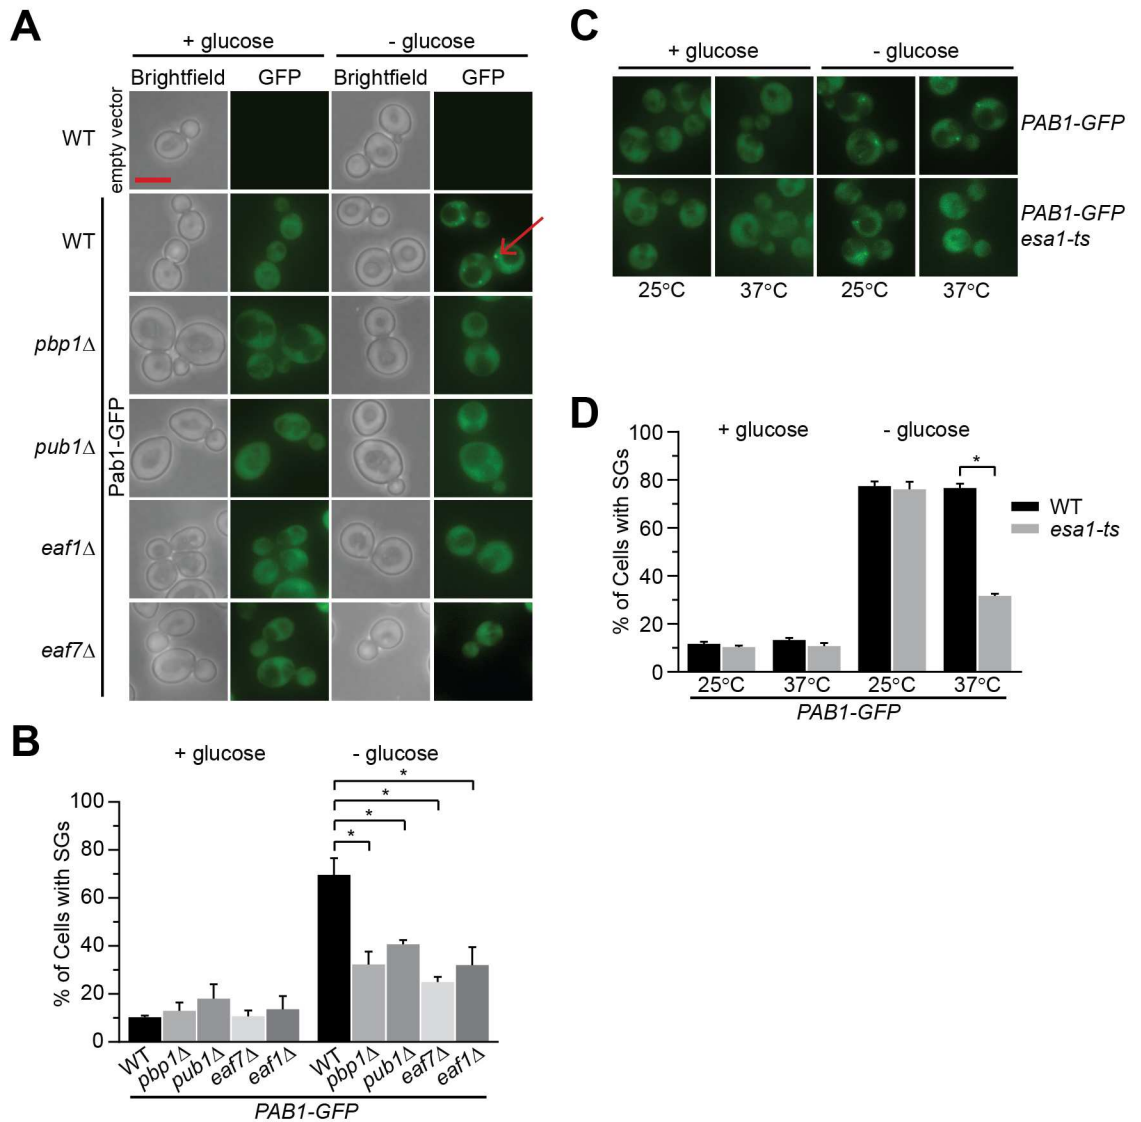 A
+ glucose
- glucose
Brightfield
GFP
Brightfield
GFP
WT
empty vector
WT
pbp1Δ
pub1Δ
eaf1Δ
eaf7Δ
Pab1-GFP
B
+ glucose
- glucose
*
*
*
*
100
80
60
40
20
0
% of Cells with SGs
WT
pbp1Δ
pub1Δ
eaf7Δ
eaf1Δ
WT
pbp1Δ
pub1Δ
eaf7Δ
eaf1Δ
PAB1-GFP
C
+ glucose
- glucose
PAB1-GFP
PAB1-GFP
esa1-ts
25°C
37°C
25°C
37°C
D
+ glucose
- glucose
*
100
80
60
40
20
0
% of Cells with SGs
WT
esa1-ts
25°C
37°C
25°C
37°C
PAB1-GFP